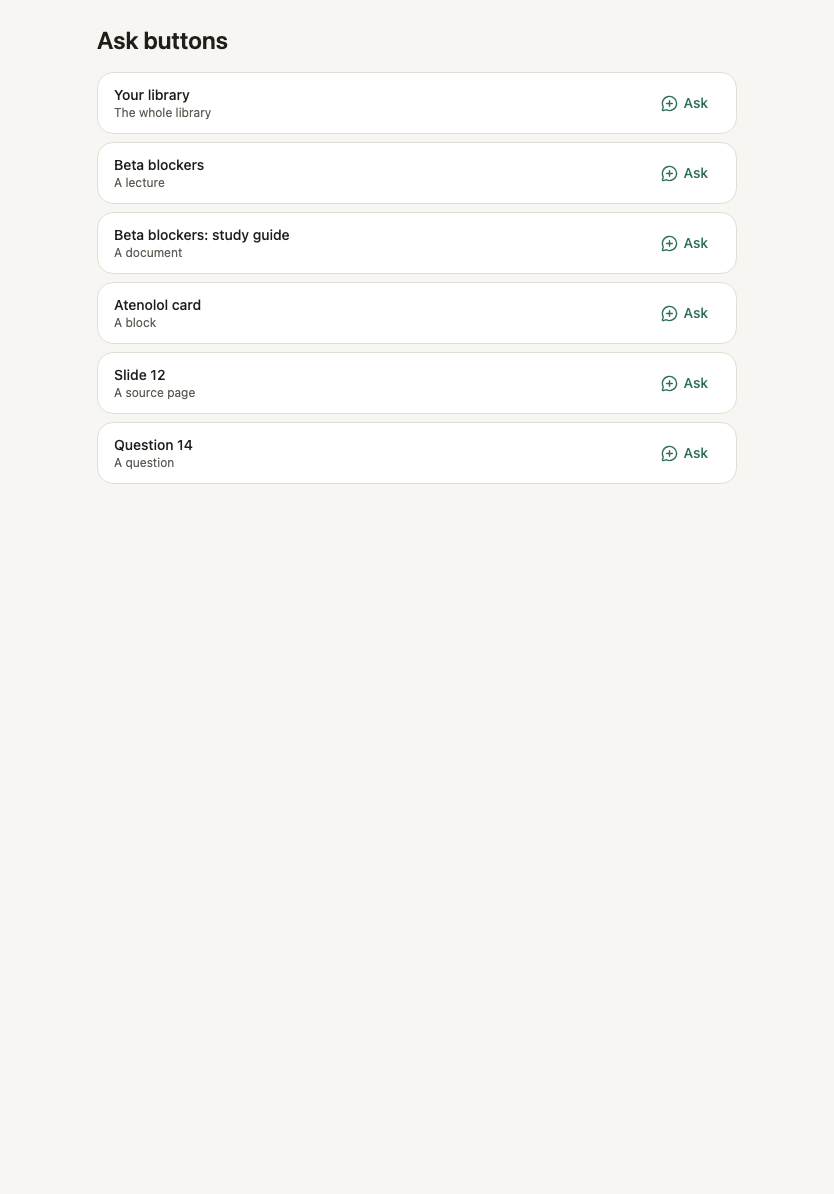 Ask buttons
Your library
The whole library
Ask
Beta blockers
A lecture
Ask
Beta blockers: study guide
A document
Ask
Atenolol card
A block
Ask
Slide 12
A source page
Ask
Question 14
A question
Ask